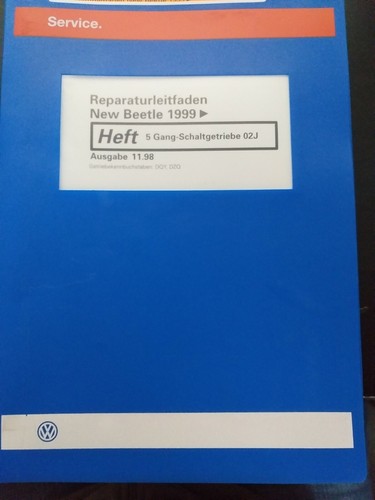 Service.
Reparaturleitfaden
New Beetle 1999 ►
Heft 5 Gang-Schaltgetriebe 02J
Ausgabe 11.98